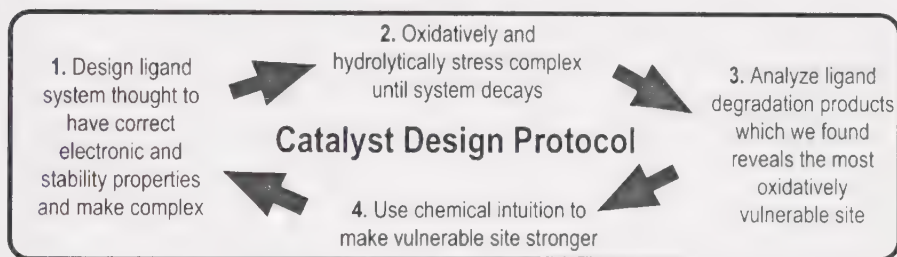 1. Design ligand
system thought to
have correct
electronic and
stability properties
and make complex
2. Oxidatively and
hydrolytically stress complex
until system decays
3. Analyze ligand
degradation products
which we found
reveals the most
oxidatively
vulnerable site
Catalyst Design Protocol
4. Use chemical intuition to
make vulnerable site stronger